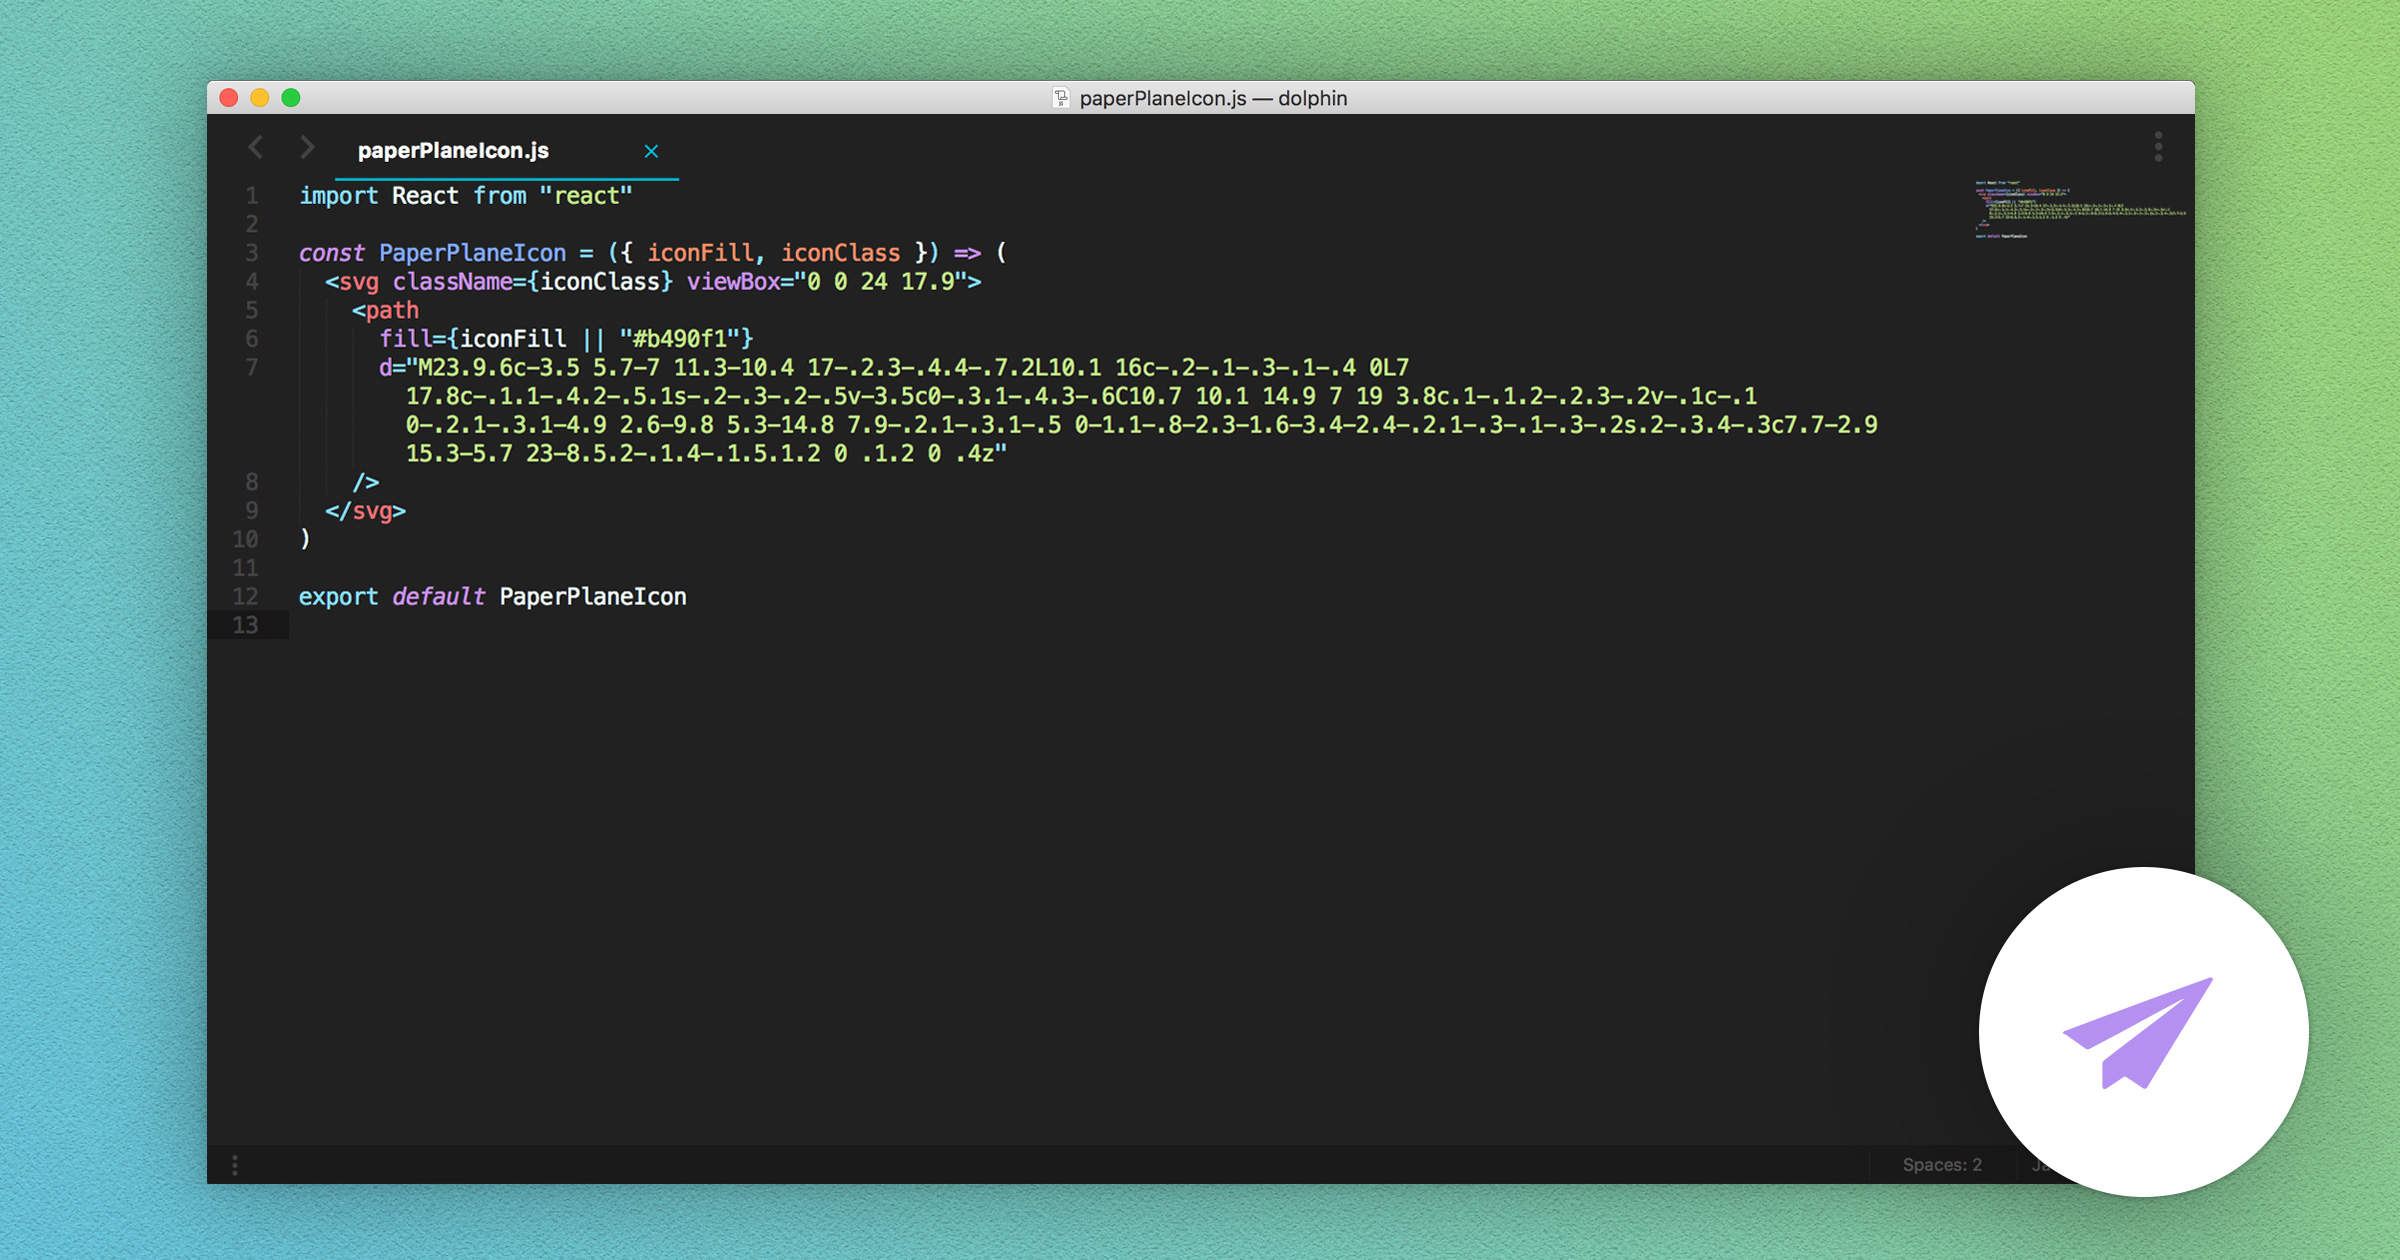 paperPlaneIcon.js — dolphin
paperPlaneIcon.js
1 import React from "react"
2
3 const PaperPlaneIcon = ({ iconFill, iconClass }) => (
4 <svg className={iconClass} viewBox="0 0 24 17.9">
5 <path
6 fill={iconFill || "#b490f1"}
7 d="M23.9.6c-3.5 5.7-7 11.3-10.4 17-.2.3-.4.4-.7.2L10.1 16c-.2-.1-.3-.1-.4 0L7
17.8c-.1.1-.4.2-.5.1s-.2-.3-.2-.5v-3.5c0-.3.1-.4.3-.6C10.7 10.1 14.9 7 19 3.8c.1-.1.2-.2.3-.2v-.1c-.1
0-.2.1-.3.1-4.9 2.6-9.8 5.3-14.8 7.9-.2.1-.3.1-.5 0-1.1-.8-2.3-1.6-3.4-2.4-.2.1-.3-.1-.3-.2s.2-.3.4-.3c7.7-2.9
15.3-5.7 23-8.5.2-.1.4-.1.5.1.2 0 .1.2 0 .4z"
8 />
9 </svg>
10 )
11
12 export default PaperPlaneIcon
13
Spaces: 2